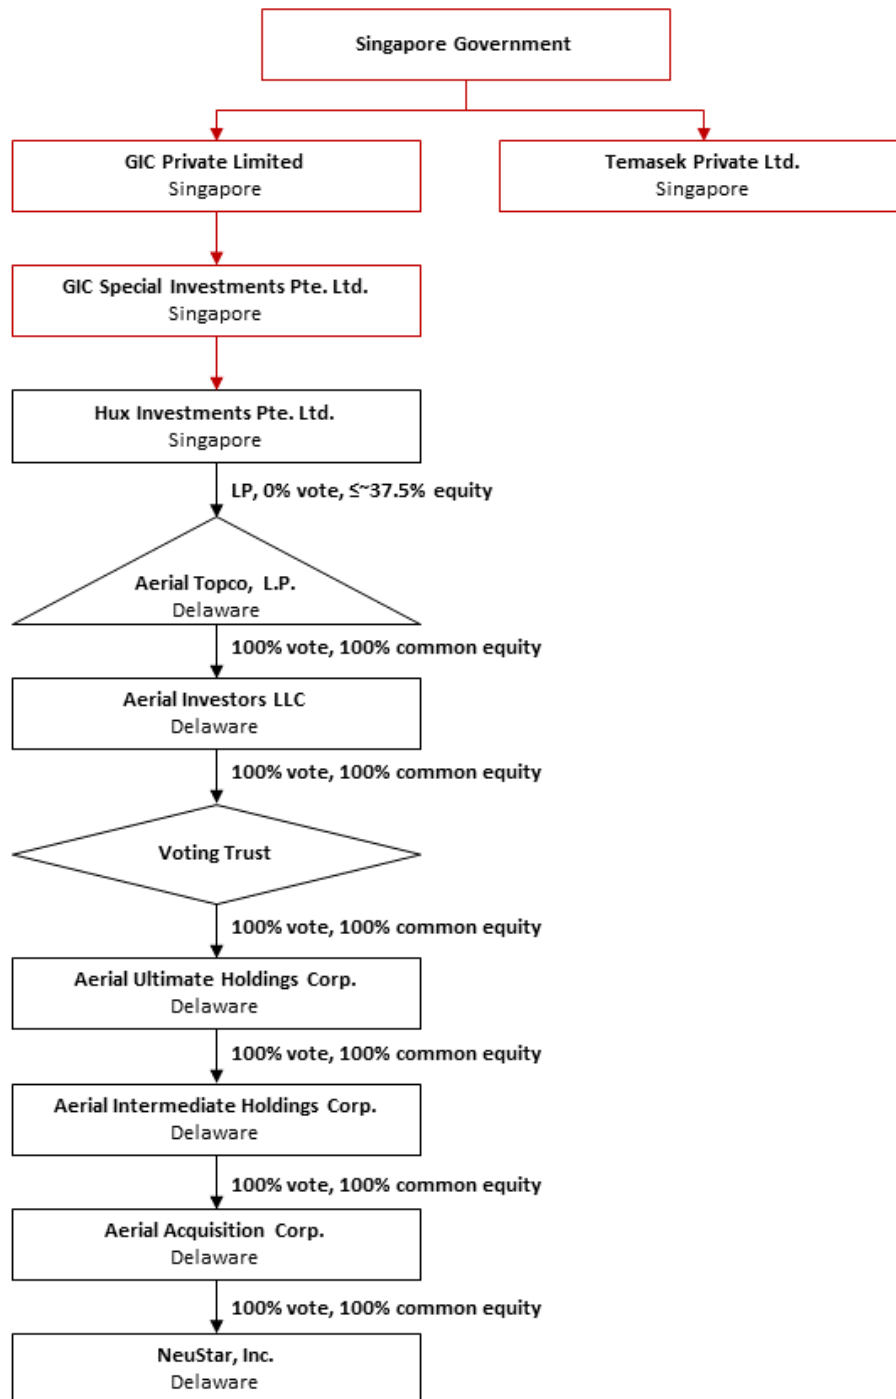 Singapore Government
GIC Private Limited
Singapore
Temasek Private Ltd.
Singapore
GIC Special Investments Pte. Ltd.
Singapore
Hux Investments Pte. Ltd.
Singapore
LP, 0% vote, ≤~37.5% equity
Aerial Topco, L.P.
Delaware
100% vote, 100% common equity
Aerial Investors LLC
Delaware
100% vote, 100% common equity
Voting Trust
100% vote, 100% common equity
Aerial Ultimate Holdings Corp.
Delaware
100% vote, 100% common equity
Aerial Intermediate Holdings Corp.
Delaware
100% vote, 100% common equity
Aerial Acquisition Corp.
Delaware
100% vote, 100% common equity
NeuStar, Inc.
Delaware